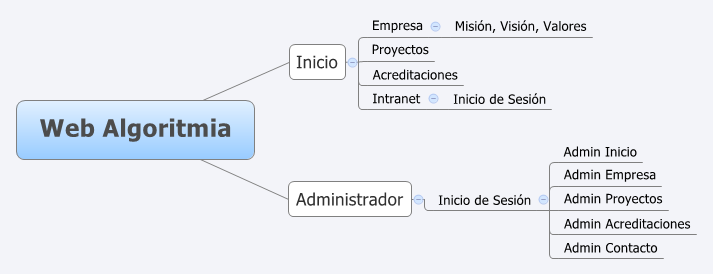 Web Algoritmia
Inicio
Empresa
Misión, Visión, Valores
Proyectos
Acreditaciones
Intranet
Inicio de Sesión
Administrador
Inicio de Sesión
Admin Inicio
Admin Empresa
Admin Proyectos
Admin Acreditaciones
Admin Contacto